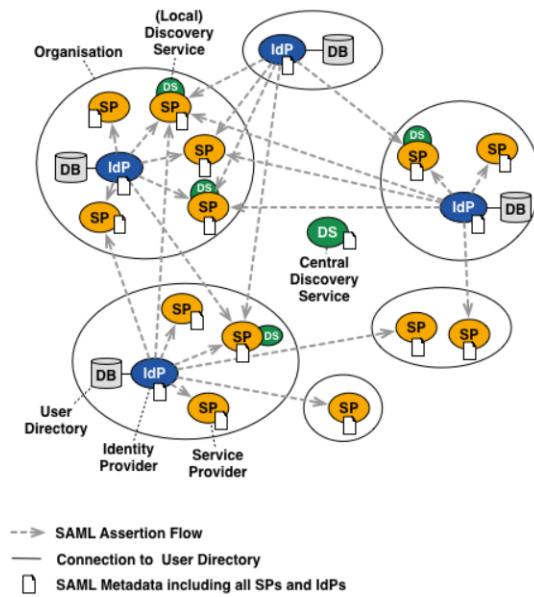 (Local)
Discovery
Service
Organisation
IdP
DB
DS
SP
SP
SP
DB
IdP
DS
SP
SP
DS
SP
SP
IdP
DB
DS
Central
Discovery
Service
SP
SP
DS
SP
SP
DB
IdP
SP
SP
User
Directory
Identity
Provider
Service
Provider
SAML Assertion Flow
Connection to User Directory
SAML Metadata including all SPs and IdPs